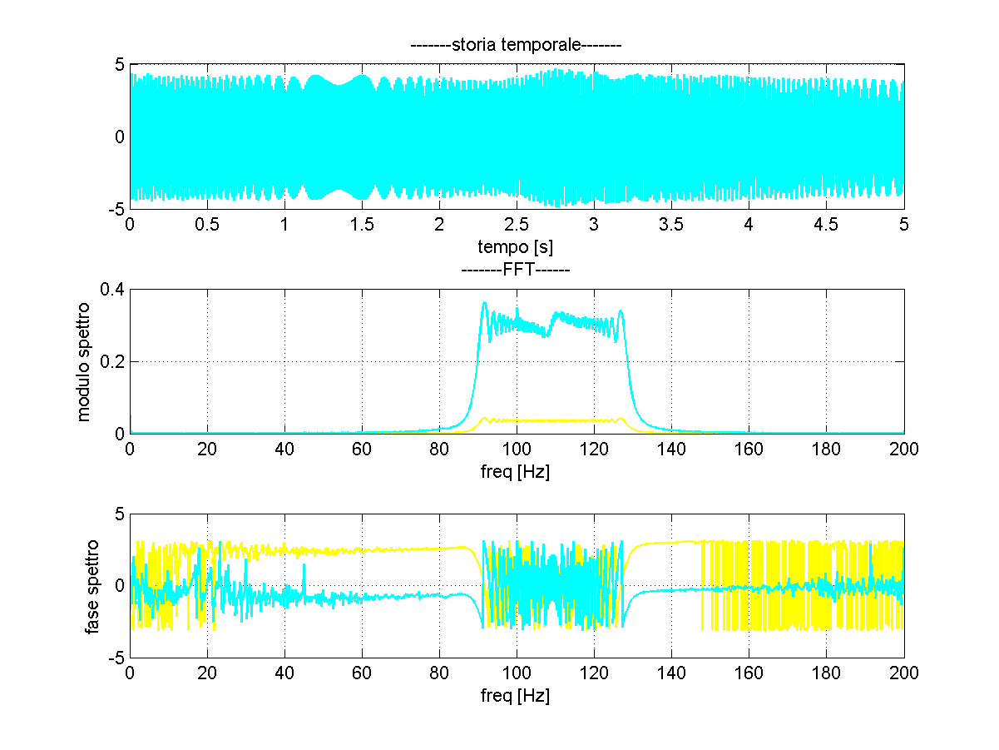 -------storia temporale-------
5
0
-5
0 0.5 1 1.5 2 2.5 3 3.5 4 4.5 5
tempo [s]
-------FFT------
modulo spettro
0.4
0.2
0
0 20 40 60 80 100 120 140 160 180 200
freq [Hz]
fase spettro
5
0
-5
0 20 40 60 80 100 120 140 160 180 200
freq [Hz]